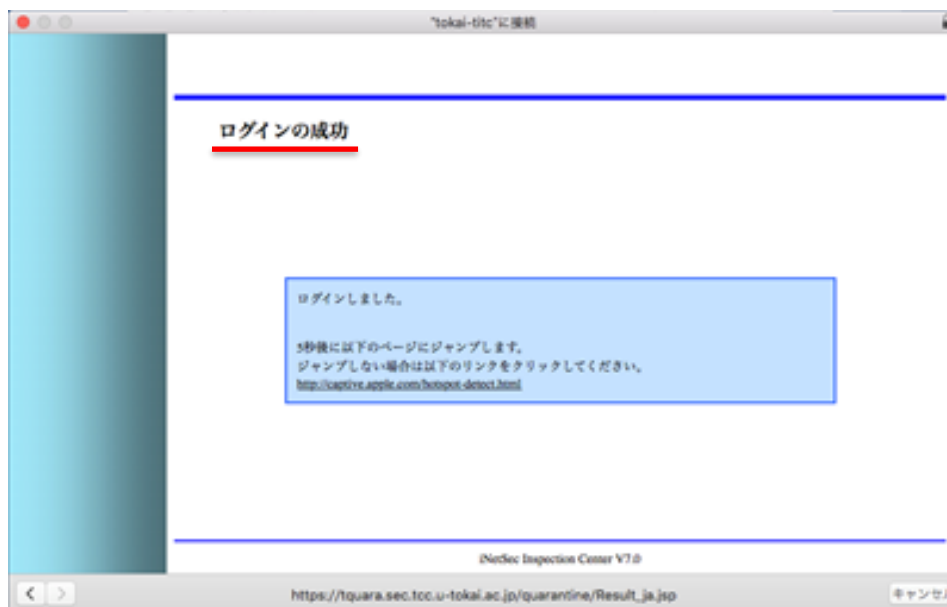 "tokai-titc"に接続
ログインの成功
ログインしました。
5秒後に以下のページにジャンプします。
ジャンプしない場合は以下のリンクをクリックしてください。
http://captive.apple.com/hotspot-detect.html
iNetSec Inspection Center V7.0
https://tquara.sec.tcc.u-tokai.ac.jp/quarantine/Result_ja.jsp
キャンセル